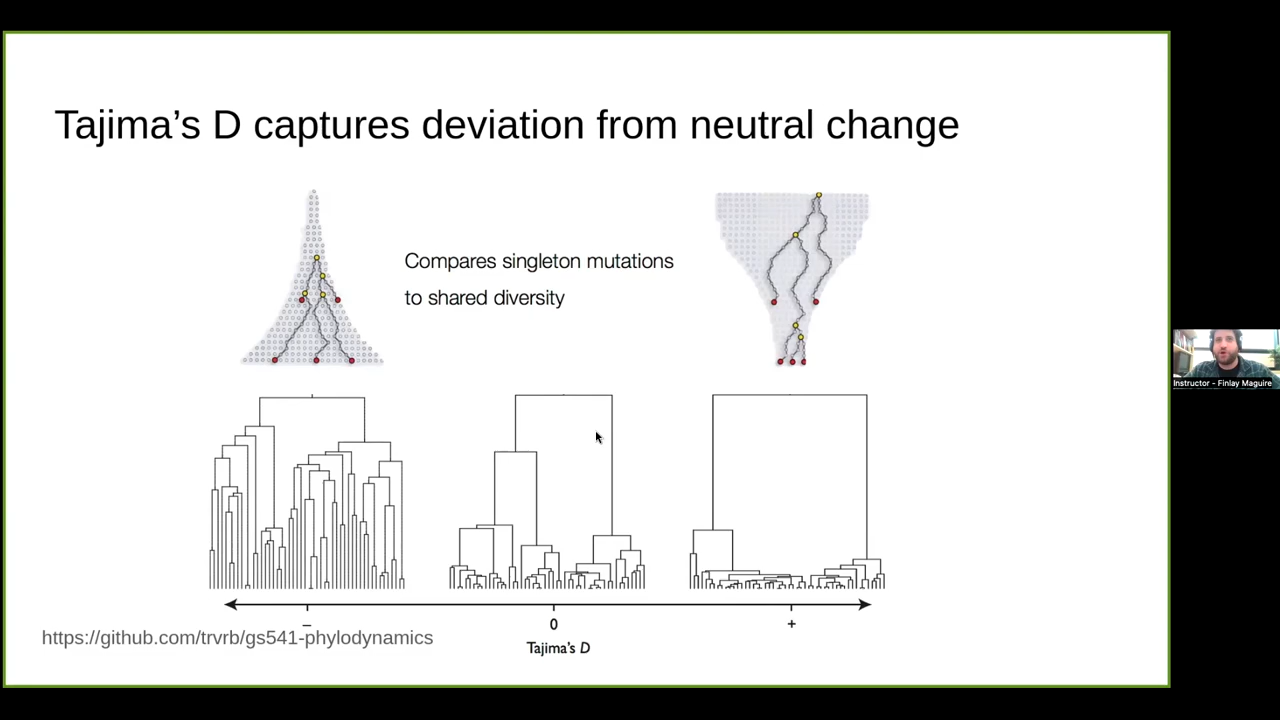 Tajima’s D captures deviation from neutral change
Compares singleton mutations
to shared diversity
Instructor - Finlay Maguire
– 0 +
https://github.com/trvrb/gs541-phylodynamics
Tajima’s D